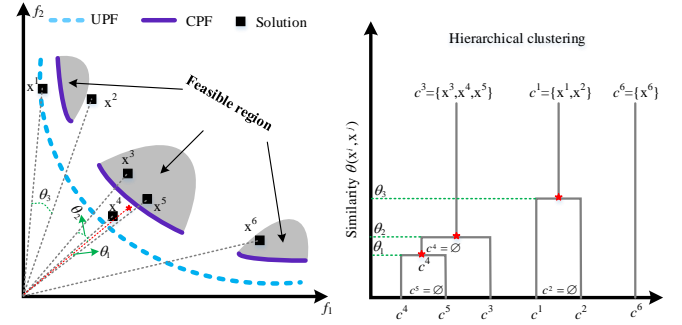 f₂
UPF CPF Solution
x¹
x²
Feasible region
x³
x⁴
x⁵
x⁶
θ₃
θ₂
θ₁
f₁
Hierarchical clustering
Similarity θ(xⁱ, xʲ)
c³={x³,x⁴,x⁵} c¹={x¹,x²} c⁶={x⁶}
θ₃
θ₂
θ₁
c⁴ = ∅
c⁴
c⁵ = ∅ c² = ∅
c⁴ c⁵ c³ c¹ c² c⁶